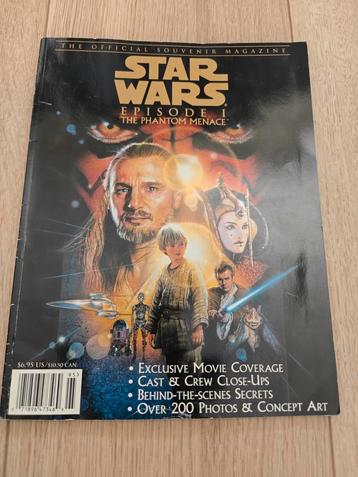 THE OFFICIAL SOUVENIR MAGAZINE
STAR
WARS
EPISODE I
THE PHANTOM MENACE
$6.95 US/$10.50 CAN.
• EXCLUSIVE MOVIE COVERAGE
• CAST & CREW CLOSE-UPS
• BEHIND-THE-SCENES SECRETS
• OVER 200 PHOTOS & CONCEPT ART